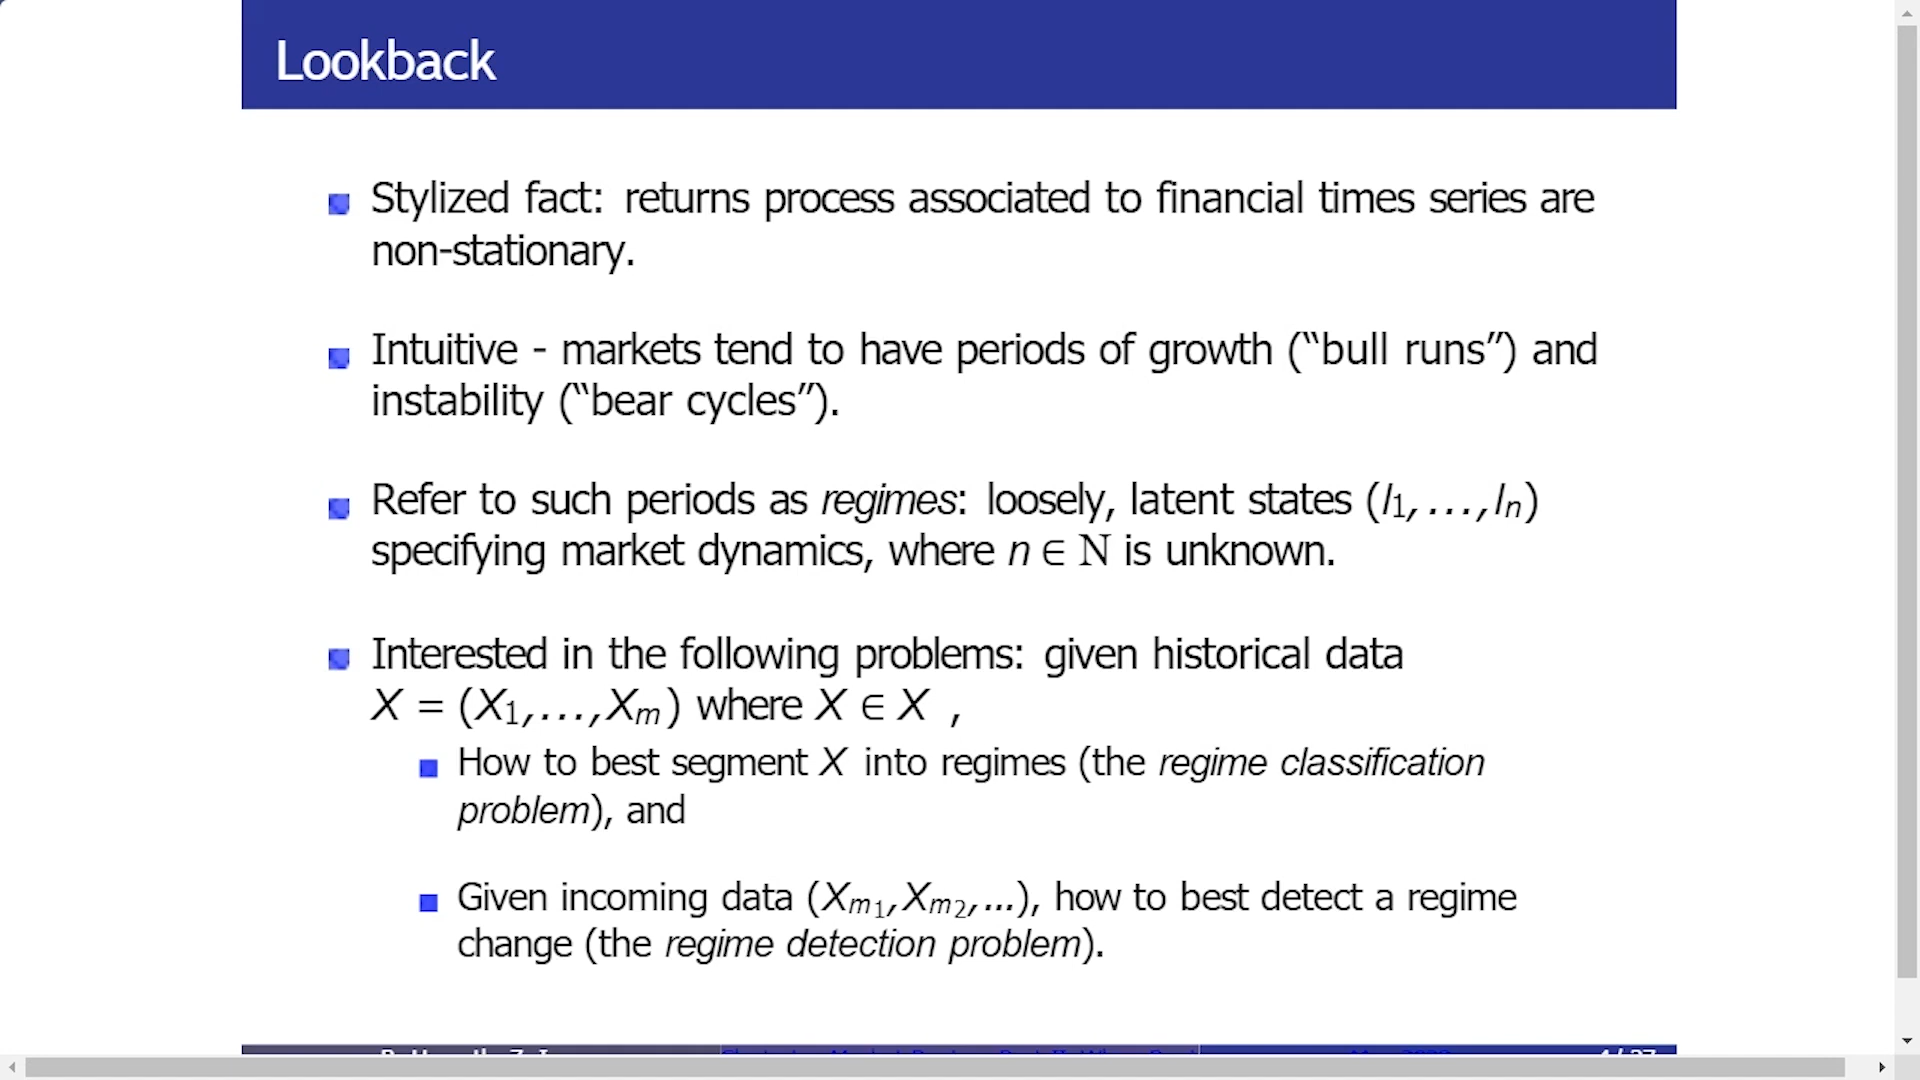 Lookback
Stylized fact: returns process associated to financial times series are
non-stationary.
Intuitive - markets tend to have periods of growth (“bull runs”) and
instability (“bear cycles”).
Refer to such periods as regimes: loosely, latent states (l₁, …, lₙ)
specifying market dynamics, where n ∈ N is unknown.
Interested in the following problems: given historical data
X = (X₁,…,Xₘ) where X ∈ X ,
How to best segment X into regimes (the regime classification
problem), and
Given incoming data (Xₘ₁, Xₘ₂, ...), how to best detect a regime
change (the regime detection problem).